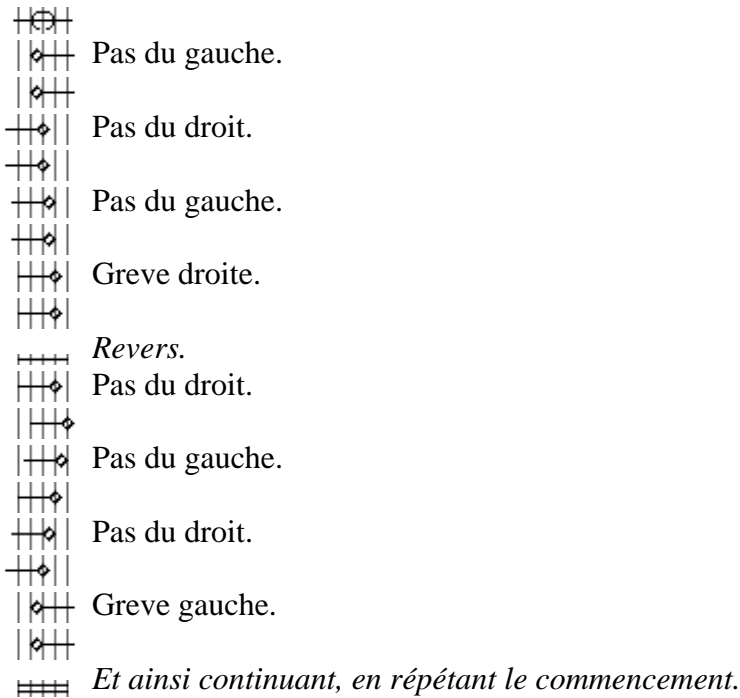 Pas du gauche.
Pas du droit.
Pas du gauche.
Greve droite.
Revers.
Pas du droit.
Pas du gauche.
Pas du droit.
Greve gauche.
Et ainsi continuant, en répétant le commencement.